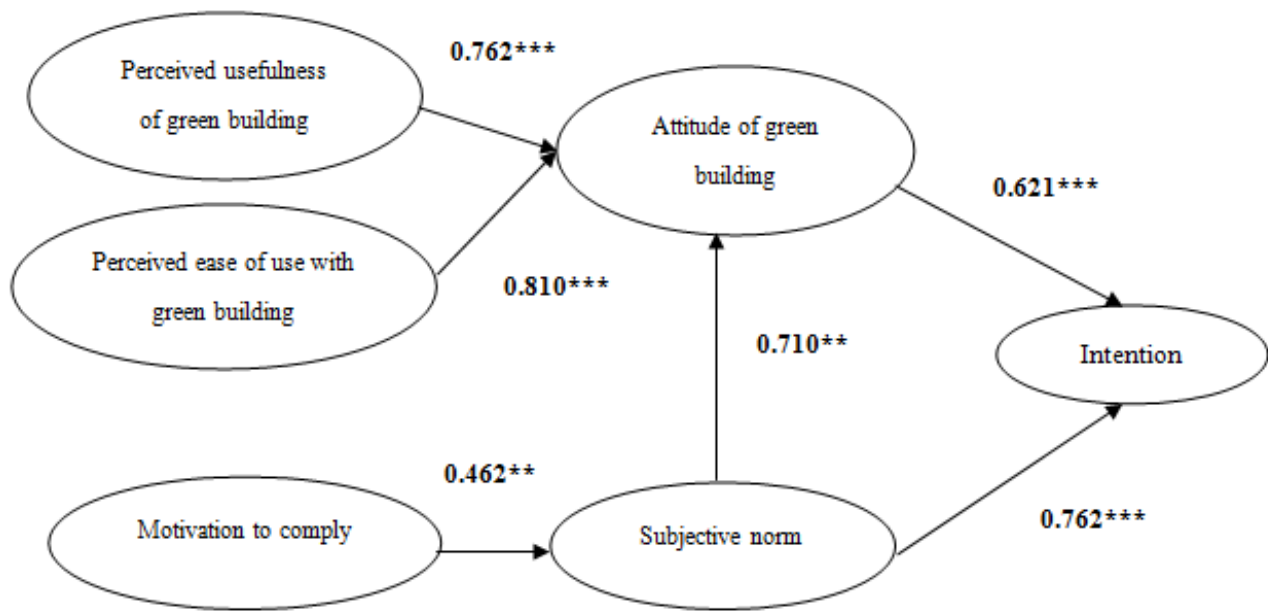 Perceived usefulness
of green building
0.762***
Attitude of green
building
0.621***
Perceived ease of use with
green building
0.810***
0.710**
Intention
Motivation to comply
0.462**
Subjective norm
0.762***